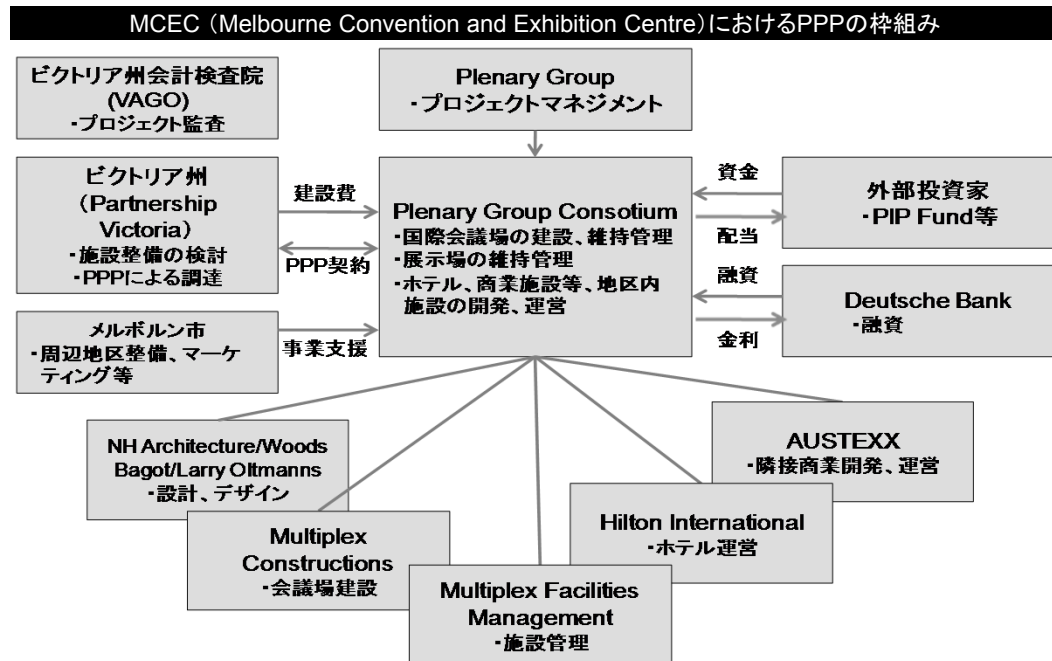 MCEC (Melbourne Convention and Exhibition Centre)におけるPPPの枠組み
ビクトリア州会計検査院
(VAGO)
・プロジェクト監査
Plenary Group
・プロジェクトマネジメント
ビクトリア州
(Partnership
Victoria)
・施設整備の検討
・PPPによる調達
建設費
PPP契約
Plenary Group Consotium
・国際会議場の建設、維持管理
・展示場の維持管理
・ホテル、商業施設等、地区内
施設の開発、運営
資金
配当
外部投資家
・PIP Fund等
融資
金利
Deutsche Bank
・融資
メルボルン市
・周辺地区整備、マーケ
ティング等
事業支援
NH Architecture/Woods
Bagot/Larry Oltmanns
・設計、デザイン
Multiplex
Constructions
・会議場建設
Multiplex Facilities
Management
・施設管理
Hilton International
・ホテル運営
AUSTEXX
・隣接商業開発、運営